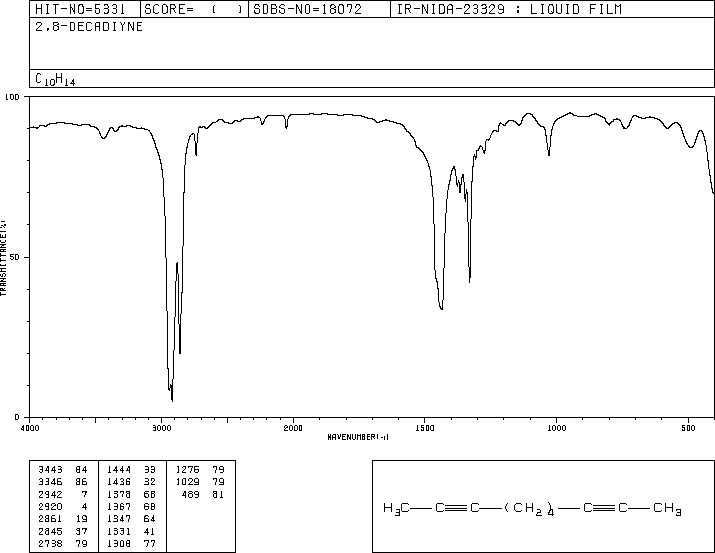 HIT-NO=5331 SCORE= ( ) SDBS-NO=18072 IR-NIDA-23329 : LIQUID FILM
2,8-DECADIYNE
C10H14
100
50
0
TRANSMITTANCE(%)
4000 3000 2000 1500 1000 500
WAVENUMBER(-1)
3443 84 1444 39 1276 79
3346 86 1436 32 1029 79
2942 7 1378 68 489 81
2920 4 1367 68
2861 19 1347 64
2845 37 1331 41
2738 79 1308 77
H3C—C≡C—(CH2)4—C≡C—CH3